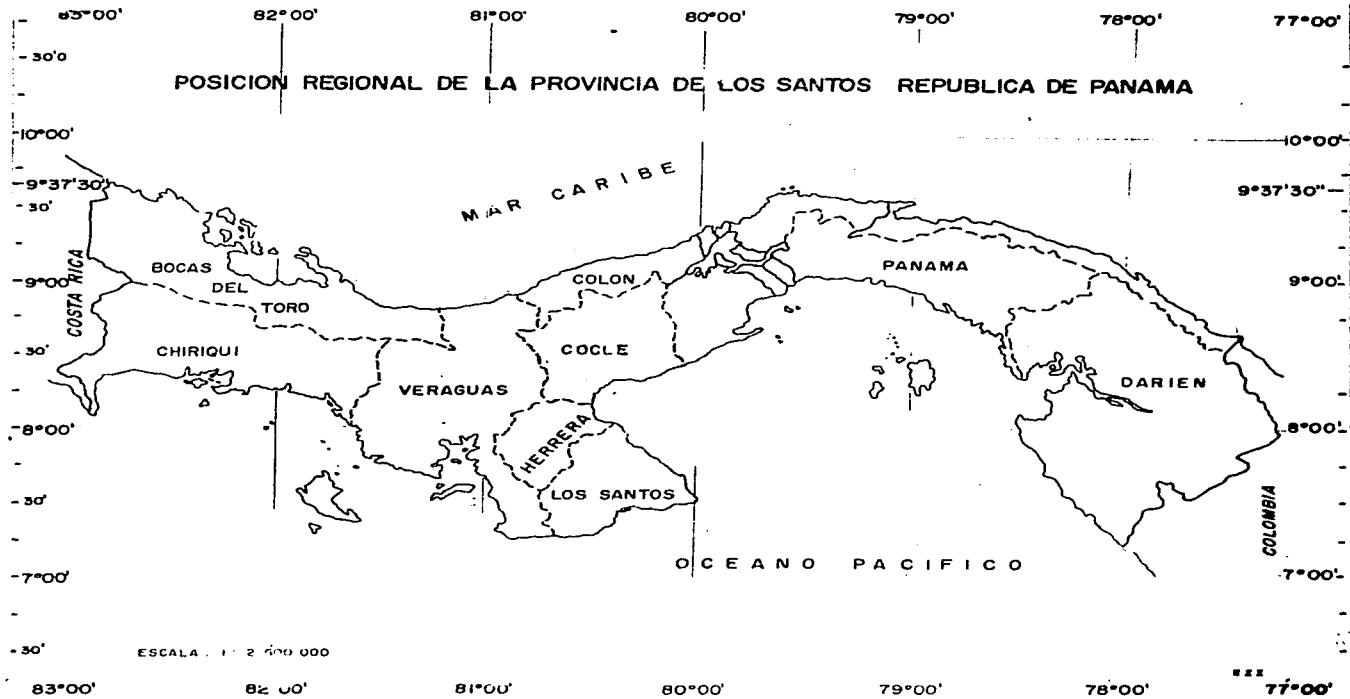 83°00' 82°00' 81°00' 80°00' 79°00' 78°00' 77°00'
30'0
POSICION REGIONAL DE LA PROVINCIA DE LOS SANTOS REPUBLICA DE PANAMA
10°00' 10°00'
9°37'30" 9°37'30"
30'
MAR CARIBE
COSTA RICA
BOCAS
DEL
TORO
COLON
PANAMA
9°00' 9°00'
30'
CHIRIQUI
COCLE
VERAGUAS
DARIEN
8°00' 8°00'
HERRERA
LOS SANTOS
30'
COLOMBIA
OCEANO PACIFICO
7°00' 7°00'
30'
ESCALA
83°00' 82°00' 81°00' 80°00' 79°00' 78°00' 77°00'